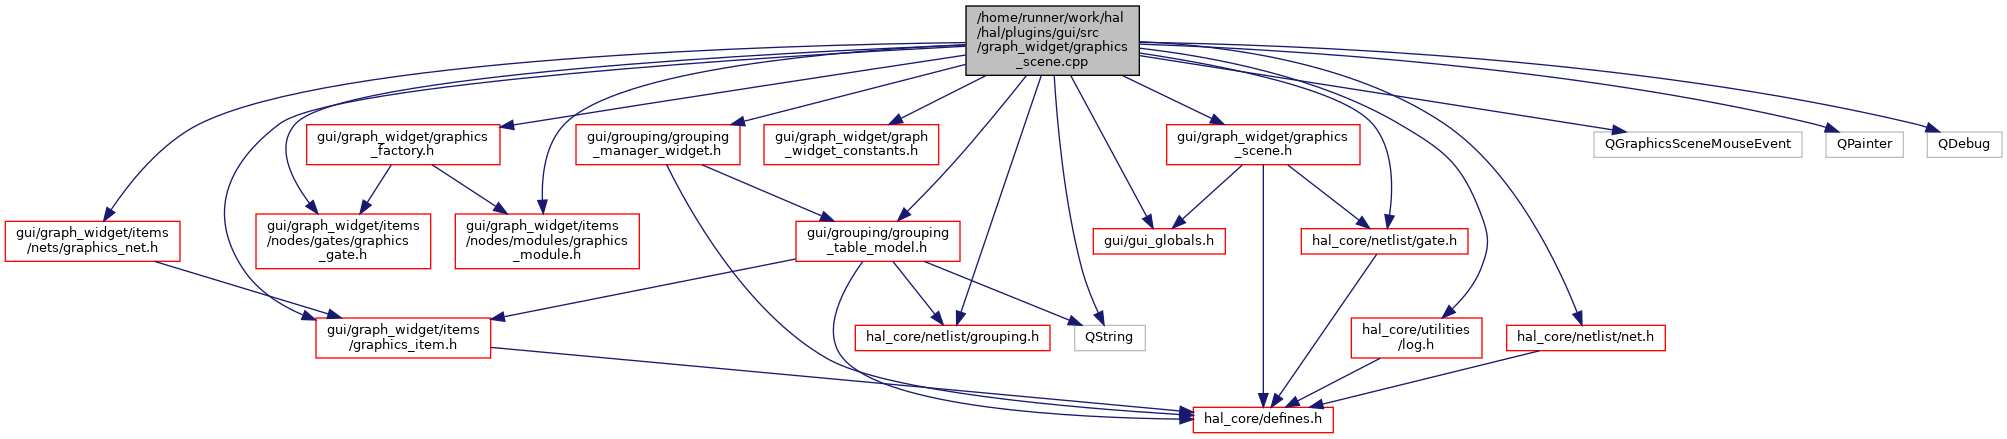 /home/runner/work/hal
/hal/plugins/gui/src
/graph_widget/graphics
_scene.cpp
gui/graph_widget/graphics
_factory.h
gui/grouping/grouping
_manager_widget.h
gui/graph_widget/graph
_widget_constants.h
gui/graph_widget/graphics
_scene.h
QGraphicsSceneMouseEvent
QPainter
QDebug
gui/graph_widget/items
/nets/graphics_net.h
gui/graph_widget/items
/nodes/gates/graphics
_gate.h
gui/graph_widget/items
/nodes/modules/graphics
_module.h
gui/grouping/grouping
_table_model.h
gui/gui_globals.h
hal_core/netlist/gate.h
gui/graph_widget/items
/graphics_item.h
hal_core/netlist/grouping.h
QString
hal_core/utilities
/log.h
hal_core/netlist/net.h
hal_core/defines.h